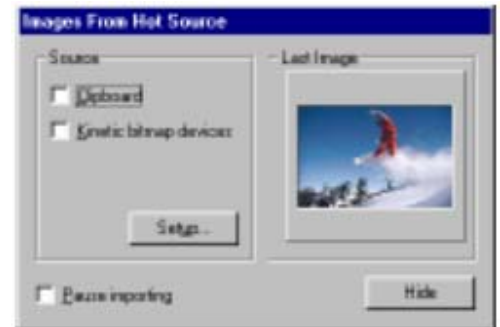 Images From Hot Source
Source
Clipboard
Kinetic bitmap devices
Setup...
Last Image
Pause importing
Hide